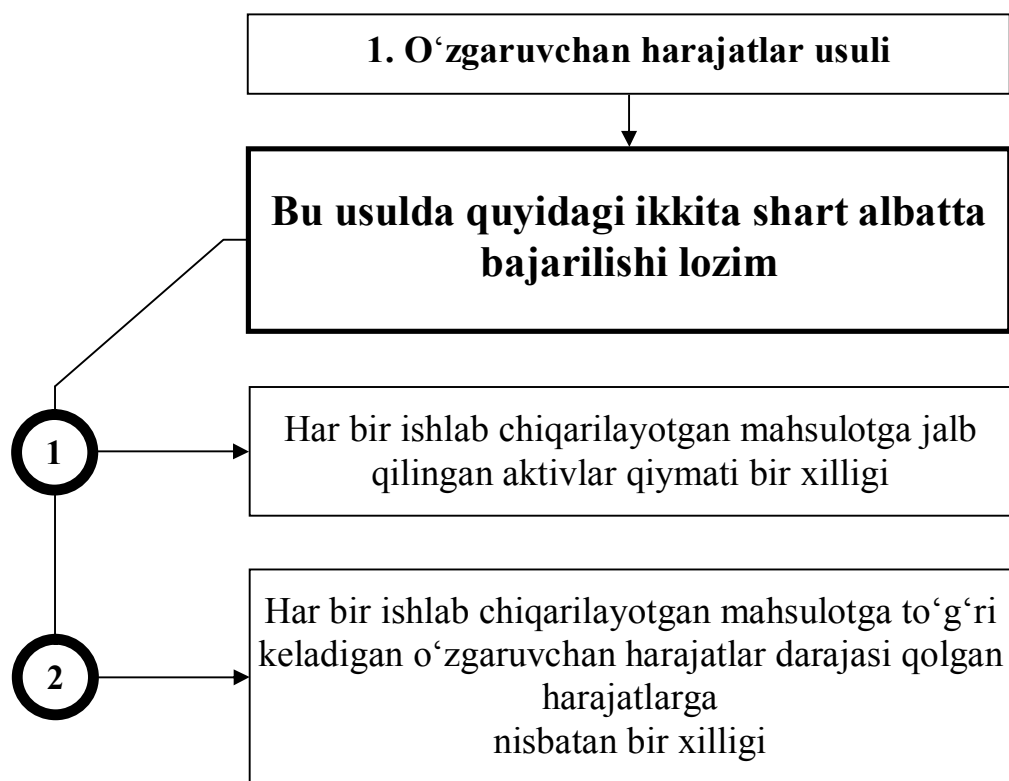 1. O‘zgaruvchan harajatlar usuli
Bu usulda quyidagi ikkita shart albatta
bajarilishi lozim
1
Har bir ishlab chiqarilayotgan mahsulotga jalb
qilingan aktivlar qiymati bir xilligi
2
Har bir ishlab chiqarilayotgan mahsulotga to‘g‘ri
keladigan o‘zgaruvchan harajatlar darajasi qolgan
harajatlarga
nisbatan bir xilligi